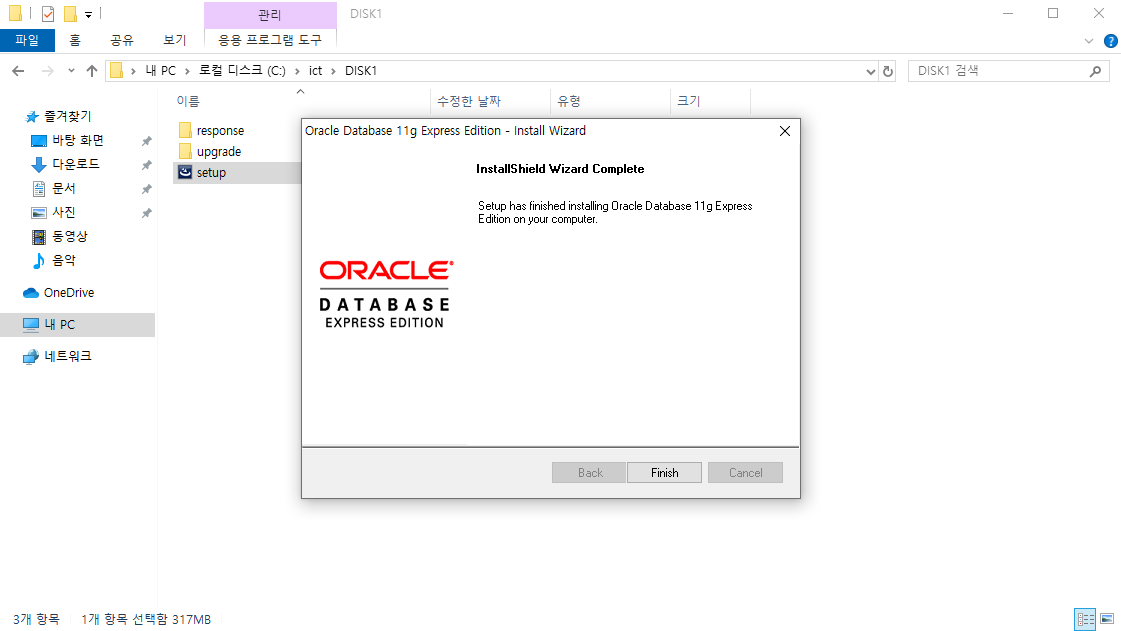 관리
DISK1
파일
홈
공유
보기
응용 프로그램 도구
내 PC
로컬 디스크 (C:)
ict
DISK1
DISK1 검색
이름
수정한 날짜
유형
크기
즐겨찾기
바탕 화면
다운로드
문서
사진
동영상
음악
OneDrive
내 PC
네트워크
response
upgrade
setup
Oracle Database 11g Express Edition - Install Wizard
InstallShield Wizard Complete
Setup has finished installing Oracle Database 11g Express
Edition on your computer.
ORACLE®
DATABASE
EXPRESS EDITION
Back
Finish
Cancel
3개 항목
1개 항목 선택함 317MB